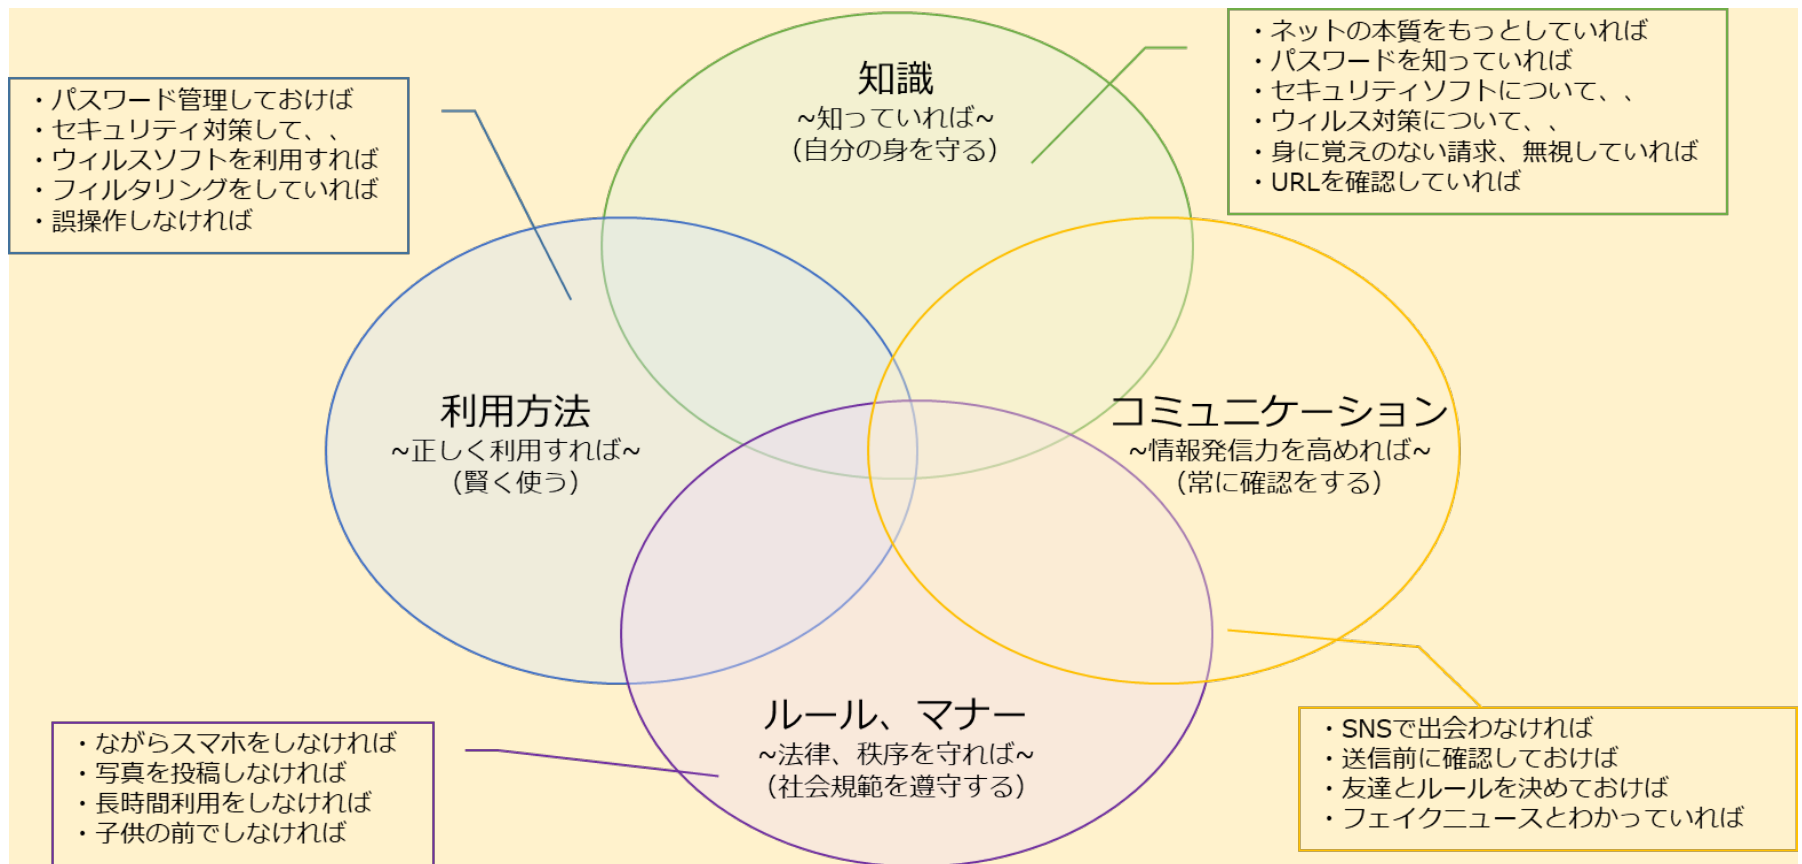 ・ネットの本質をもっとしていれば
・パスワードを知っていれば
・セキュリティソフトについて、、
・ウィルス対策について、、
・身に覚えのない請求、無視していれば
・URLを確認していれば
知識
~知っていれば~
（自分の身を守る）
・パスワード管理しておけば
・セキュリティ対策して、、
・ウィルスソフトを利用すれば
・フィルタリングをしていれば
・誤操作しなければ
利用方法
~正しく利用すれば~
（賢く使う）
コミュニケーション
~情報発信力を高めれば~
（常に確認をする）
ルール、マナー
~法律、秩序を守れば~
（社会規範を遵守する）
・ながらスマホをしなければ
・写真を投稿しなければ
・長時間利用をしなければ
・子供の前でしなければ
・SNSで出会わなければ
・送信前に確認しておけば
・友達とルールを決めておけば
・フェイクニュースとわかっていれば